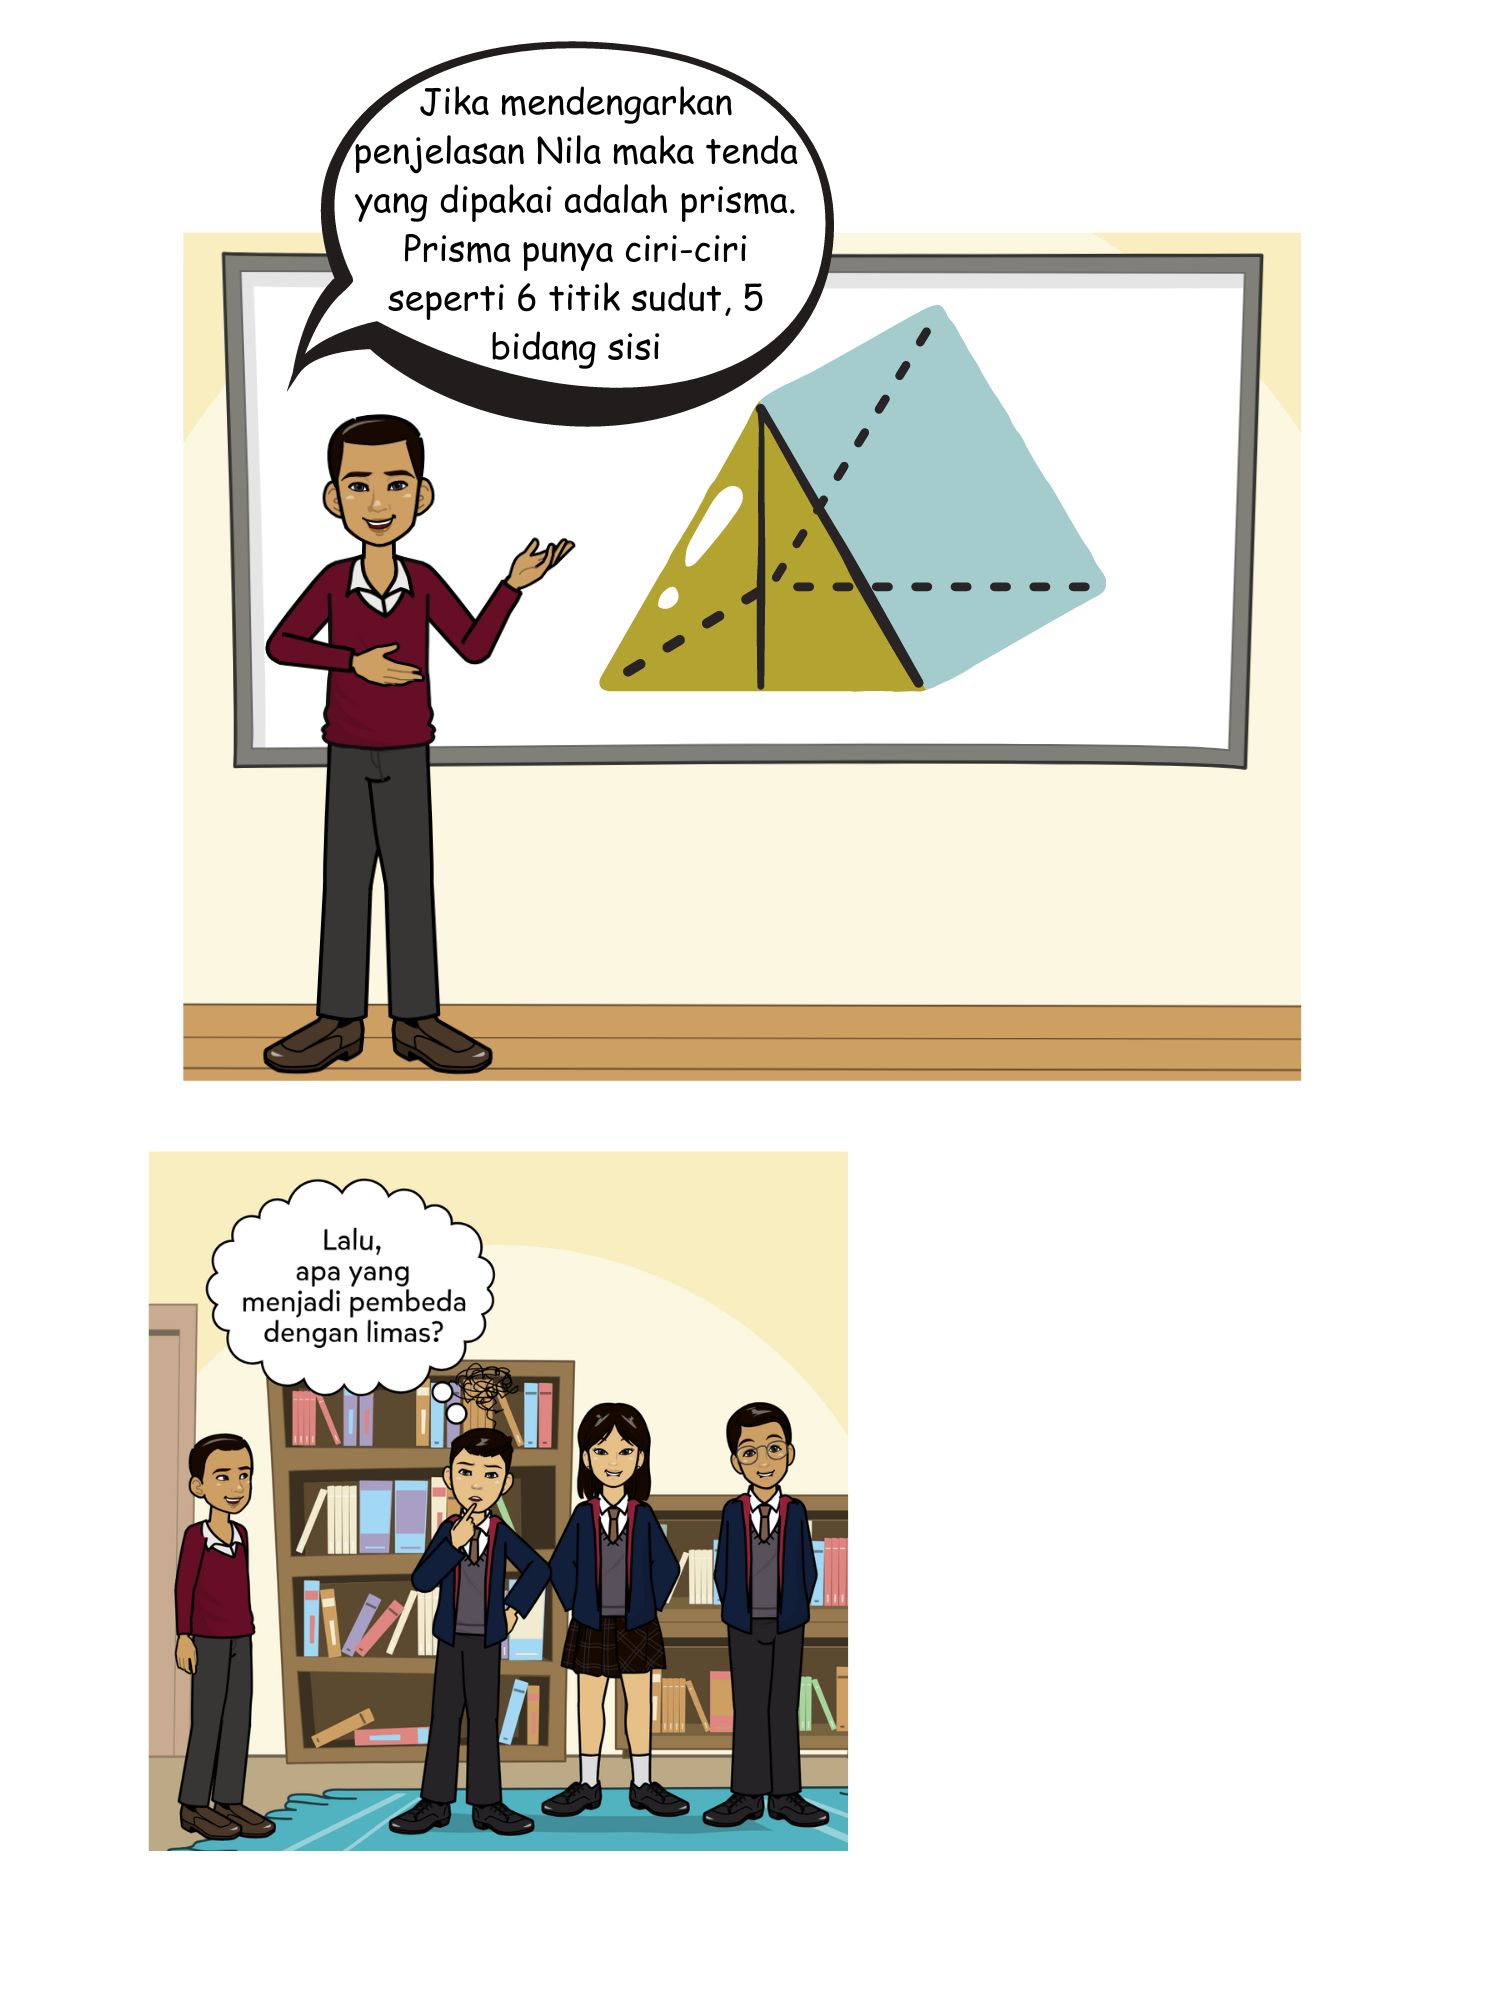 Jika mendengarkan
penjelasan Nila maka tenda
yang dipakai adalah prisma.
Prisma punya ciri-ciri
seperti 6 titik sudut, 5
bidang sisi
Lalu,
apa yang
menjadi pembeda
dengan limas?